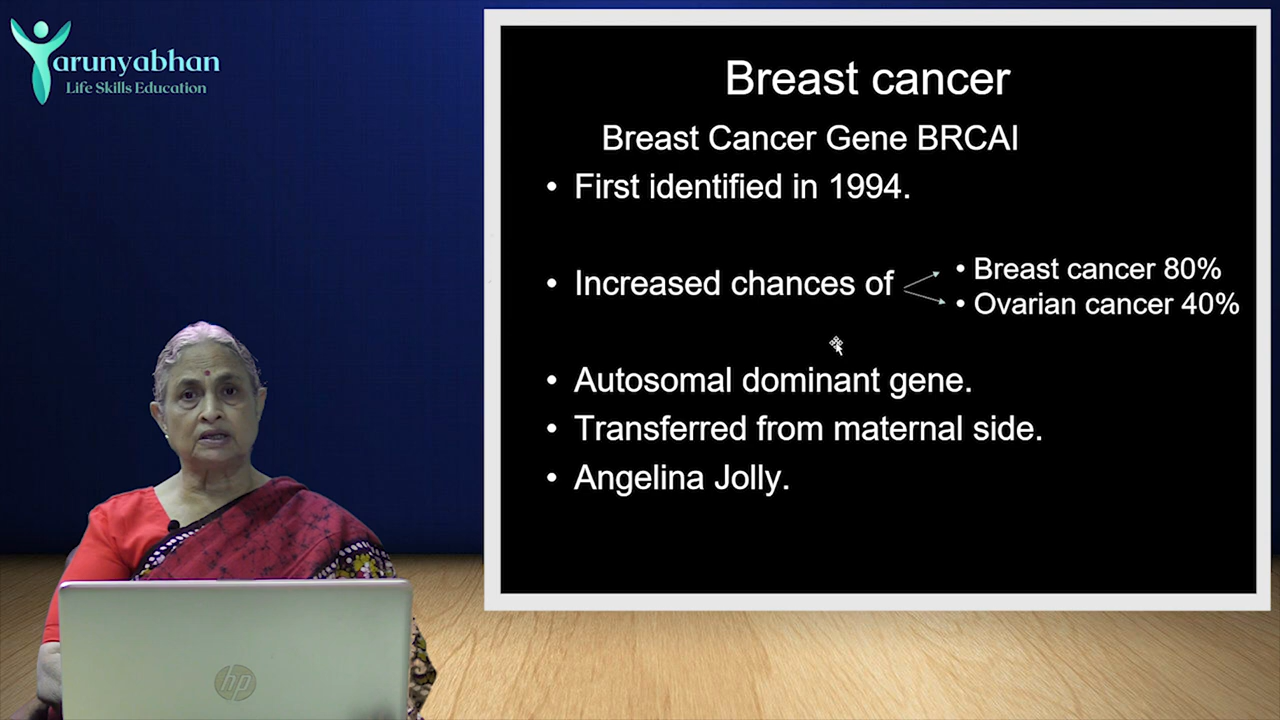 arunyabhan
Life Skills Education
Breast cancer
Breast Cancer Gene BRCAI
• First identified in 1994.
• Increased chances of
• Breast cancer 80%
• Ovarian cancer 40%
• Autosomal dominant gene.
• Transferred from maternal side.
• Angelina Jolly.
hp